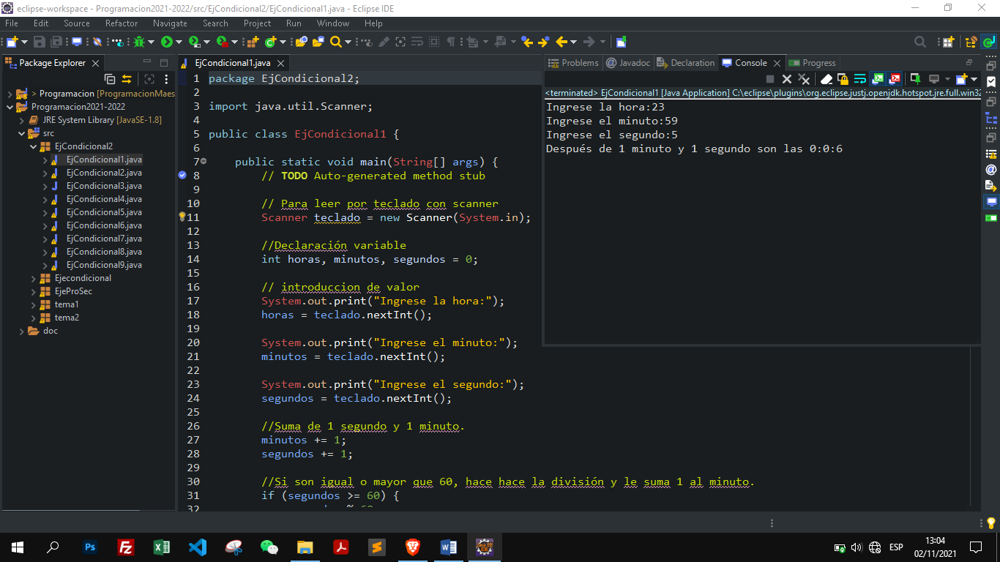 eclipse-workspace - Programacion2021-2022/src/EjCondicional2/EjCondicional1.java - Eclipse IDE
File Edit Source Refactor Navigate Search Project Run Window Help
Package Explorer
> Programacion [ProgramacionMaes
Programacion2021-2022
JRE System Library [JavaSE-1.8]
src
EjCondicional2
EjCondicional1.java
EjCondicional2.java
EjCondicional3.java
EjCondicional4.java
EjCondicional5.java
EjCondicional6.java
EjCondicional7.java
EjCondicional8.java
EjCondicional9.java
Ejecondicional
EjeProSec
tema1
tema2
doc
EjCondicional1.java
1 package EjCondicional2;
2
3 import java.util.Scanner;
4
5 public class EjCondicional1 {
6
7 public static void main(String[] args) {
8 // TODO Auto-generated method stub
9
10 // Para leer por teclado con scanner
11 Scanner teclado = new Scanner(System.in);
12
13 //Declaración variable
14 int horas, minutos, segundos = 0;
15
16 // introduccion de valor
17 System.out.print("Ingrese la hora:");
18 horas = teclado.nextInt();
19
20 System.out.print("Ingrese el minuto:");
21 minutos = teclado.nextInt();
22
23 System.out.print("Ingrese el segundo:");
24 segundos = teclado.nextInt();
25
26 //Suma de 1 segundo y 1 minuto.
27 minutos += 1;
28 segundos += 1;
29
30 //Si son igual o mayor que 60, hace hace la división y le suma 1 al minuto.
31 if (segundos >= 60) {
32
Problems Javadoc Declaration Console Progress
<terminated> EjCondicional1 [Java Application] C:\eclipse\plugins\org.eclipse.justj.openjdk.hotspot.jre.full.win32
Ingrese la hora:23
Ingrese el minuto:59
Ingrese el segundo:5
Después de 1 minuto y 1 segundo son las 0:0:6
ESP
13:04
02/11/2021